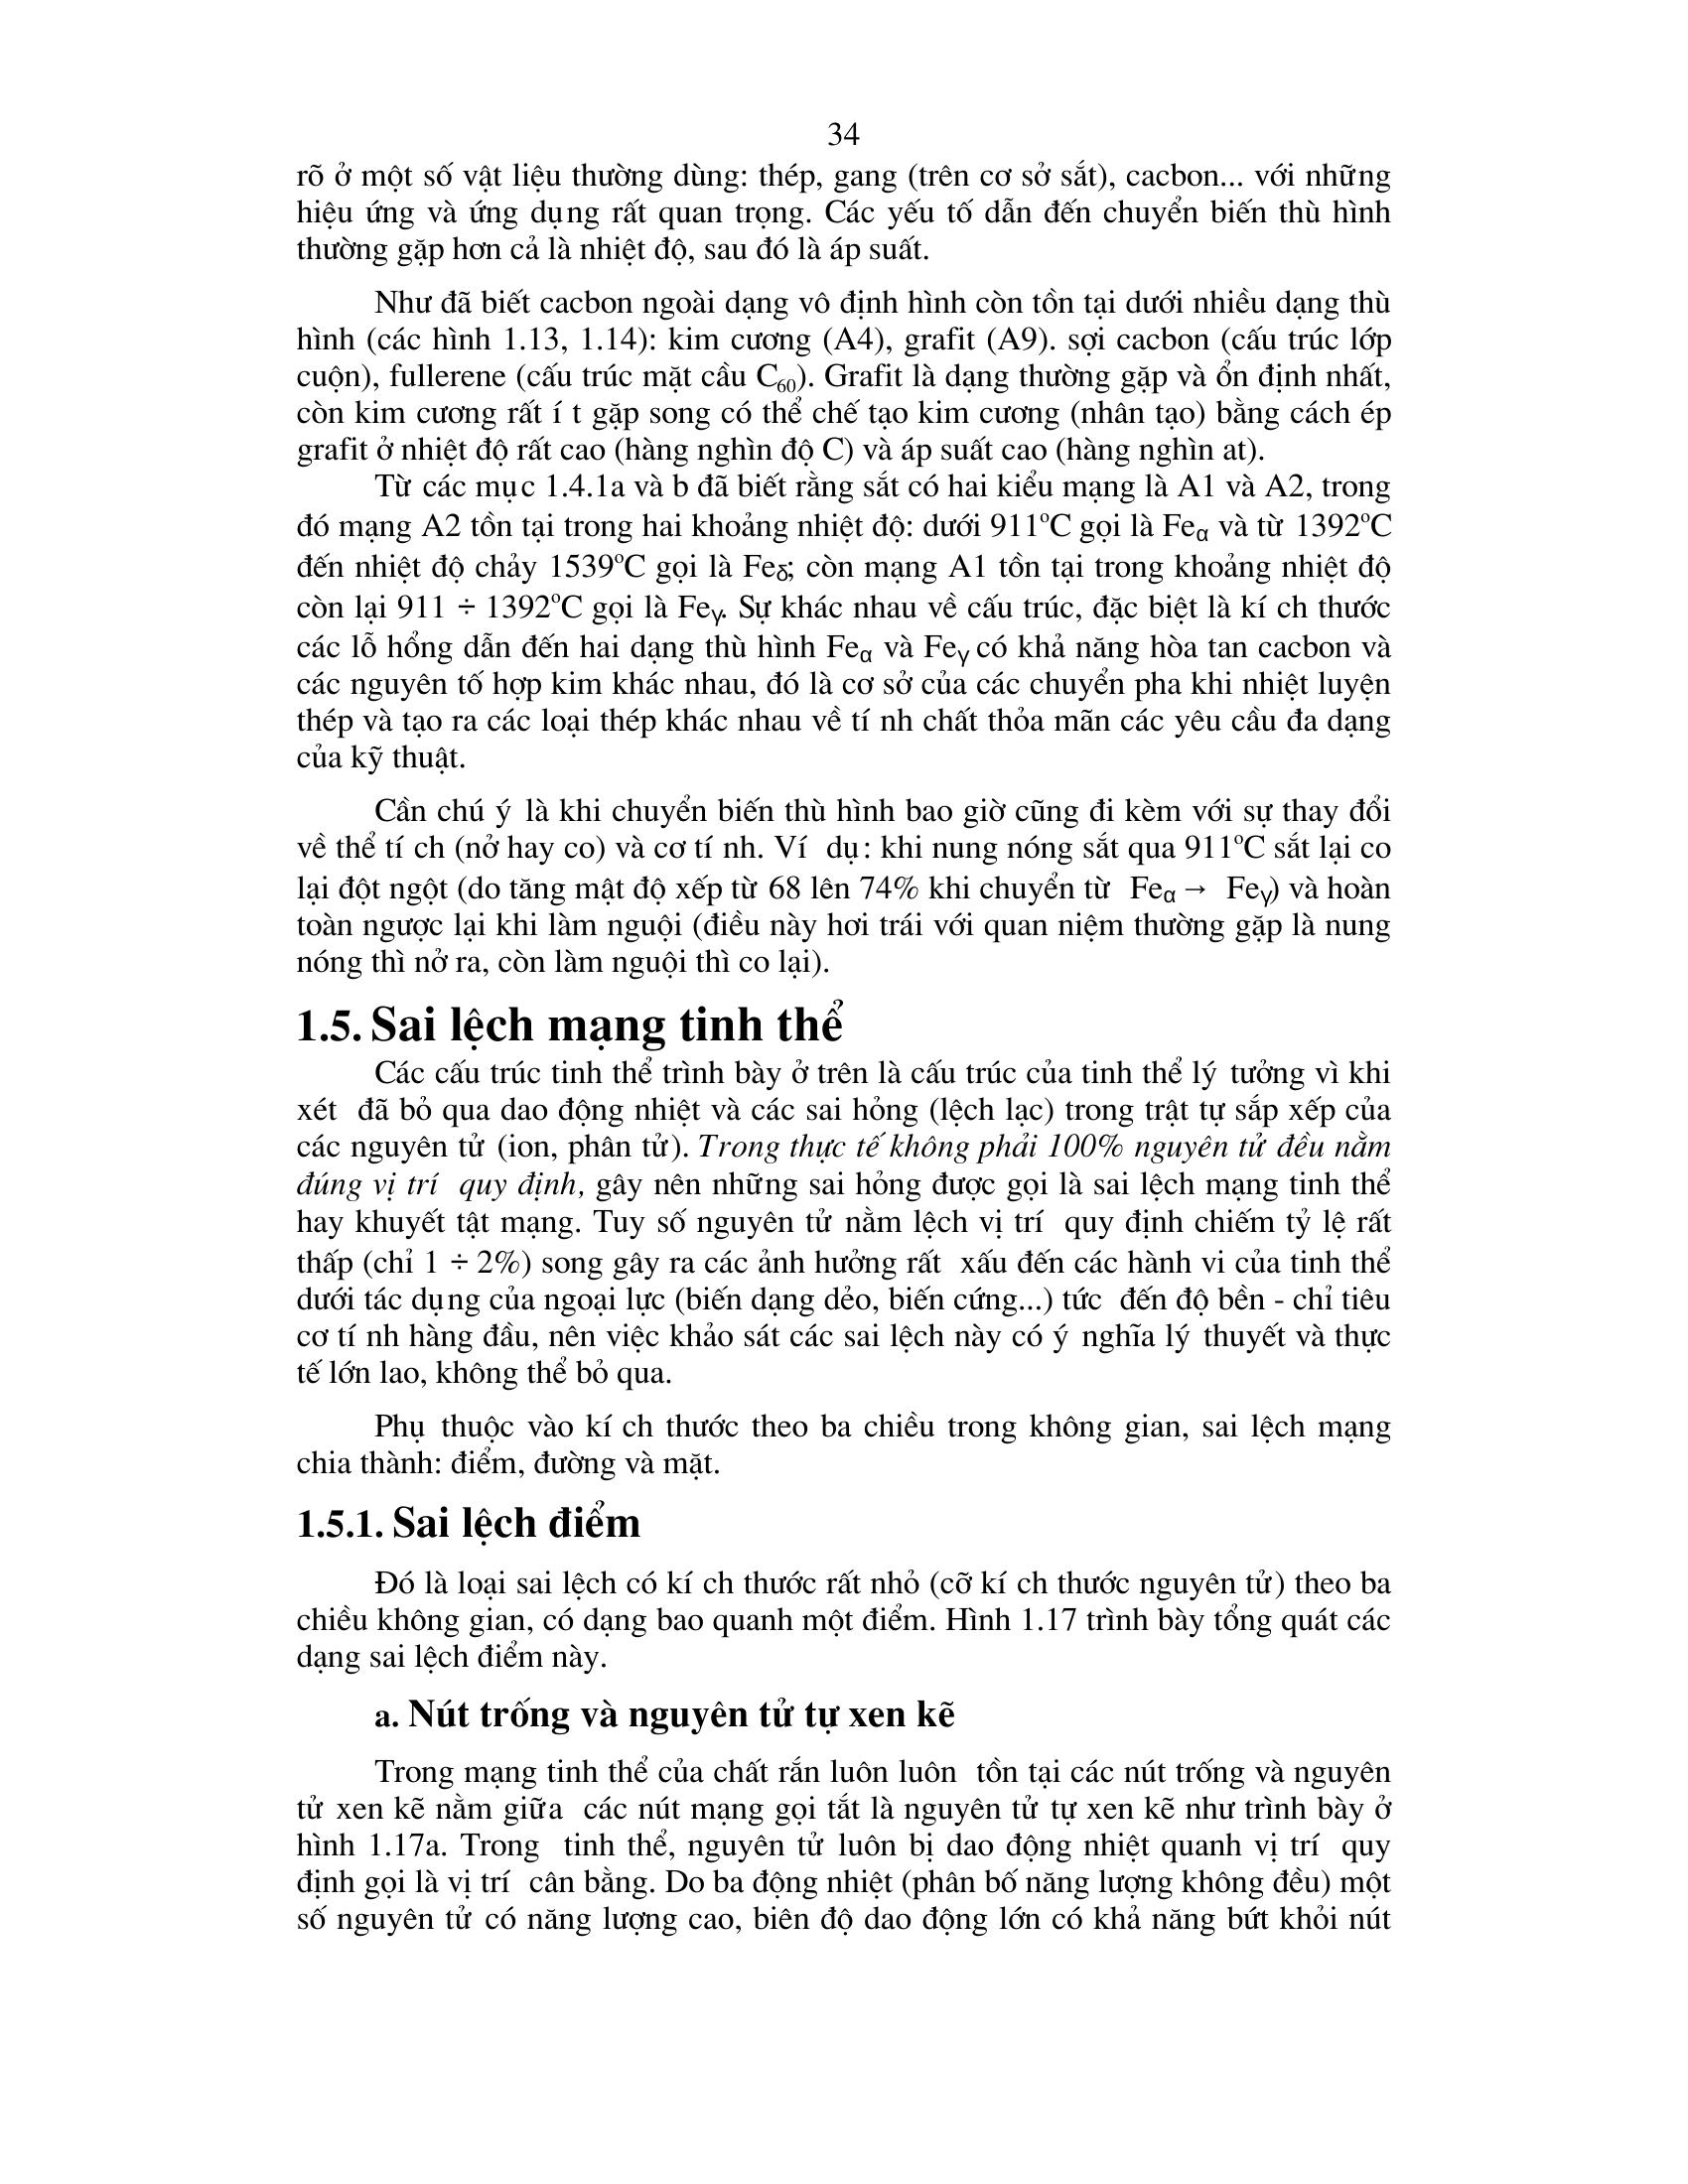 34
rõ ở một số vật liệu thường dùng: thép, gang (trên cơ sở sắt), cacbon... với những
hiệu ứng và ứng dụng rất quan trọng. Các yếu tố dẫn đến chuyển biến thù hình
thường gặp hơn cả là nhiệt độ, sau đó là áp suất.
Như đã biết cacbon ngoài dạng vô định hình còn tồn tại dưới nhiều dạng thù
hình (các hình 1.13, 1.14): kim cương (A4), grafit (A9). sợi cacbon (cấu trúc lớp
cuộn), fullerene (cấu trúc mặt cầu C₆₀). Grafit là dạng thường gặp và ổn định nhất,
còn kim cương rất í t gặp song có thể chế tạo kim cương (nhân tạo) bằng cách ép
grafit ở nhiệt độ rất cao (hàng nghìn độ C) và áp suất cao (hàng nghìn at).
Từ các mục 1.4.1a và b đã biết rằng sắt có hai kiểu mạng là A1 và A2, trong
đó mạng A2 tồn tại trong hai khoảng nhiệt độ: dưới 911ºC gọi là Feα và từ 1392ºC
đến nhiệt độ chảy 1539ºC gọi là Feδ; còn mạng A1 tồn tại trong khoảng nhiệt độ
còn lại 911 ÷ 1392ºC gọi là Feγ. Sự khác nhau về cấu trúc, đặc biệt là kí ch thước
các lỗ hổng dẫn đến hai dạng thù hình Feα và Feγ có khả năng hòa tan cacbon và
các nguyên tố hợp kim khác nhau, đó là cơ sở của các chuyển pha khi nhiệt luyện
thép và tạo ra các loại thép khác nhau về tí nh chất thỏa mãn các yêu cầu đa dạng
của kỹ thuật.
Cần chú ý là khi chuyển biến thù hình bao giờ cũng đi kèm với sự thay đổi
về thể tí ch (nở hay co) và cơ tí nh. Ví dụ: khi nung nóng sắt qua 911ºC sắt lại co
lại đột ngột (do tăng mật độ xếp từ 68 lên 74% khi chuyển từ Feα → Feγ) và hoàn
toàn ngược lại khi làm nguội (điều này hơi trái với quan niệm thường gặp là nung
nóng thì nở ra, còn làm nguội thì co lại).
1.5. Sai lệch mạng tinh thể
Các cấu trúc tinh thể trình bày ở trên là cấu trúc của tinh thể lý tưởng vì khi
xét đã bỏ qua dao động nhiệt và các sai hỏng (lệch lạc) trong trật tự sắp xếp của
các nguyên tử (ion, phân tử). Trong thực tế không phải 100% nguyên tử đều nằm
đúng vị trí quy định, gây nên những sai hỏng được gọi là sai lệch mạng tinh thể
hay khuyết tật mạng. Tuy số nguyên tử nằm lệch vị trí quy định chiếm tỷ lệ rất
thấp (chỉ 1 ÷ 2%) song gây ra các ảnh hưởng rất xấu đến các hành vi của tinh thể
dưới tác dụng của ngoại lực (biến dạng dẻo, biến cứng...) tức đến độ bền - chỉ tiêu
cơ tí nh hàng đầu, nên việc khảo sát các sai lệch này có ý nghĩa lý thuyết và thực
tế lớn lao, không thể bỏ qua.
Phụ thuộc vào kí ch thước theo ba chiều trong không gian, sai lệch mạng
chia thành: điểm, đường và mặt.
1.5.1. Sai lệch điểm
Đó là loại sai lệch có kí ch thước rất nhỏ (cỡ kí ch thước nguyên tử) theo ba
chiều không gian, có dạng bao quanh một điểm. Hình 1.17 trình bày tổng quát các
dạng sai lệch điểm này.
a. Nút trống và nguyên tử tự xen kẽ
Trong mạng tinh thể của chất rắn luôn luôn tồn tại các nút trống và nguyên
tử xen kẽ nằm giữa các nút mạng gọi tắt là nguyên tử tự xen kẽ như trình bày ở
hình 1.17a. Trong tinh thể, nguyên tử luôn bị dao động nhiệt quanh vị trí quy
định gọi là vị trí cân bằng. Do ba động nhiệt (phân bố năng lượng không đều) một
số nguyên tử có năng lượng cao, biên độ dao động lớn có khả năng bứt khỏi nút